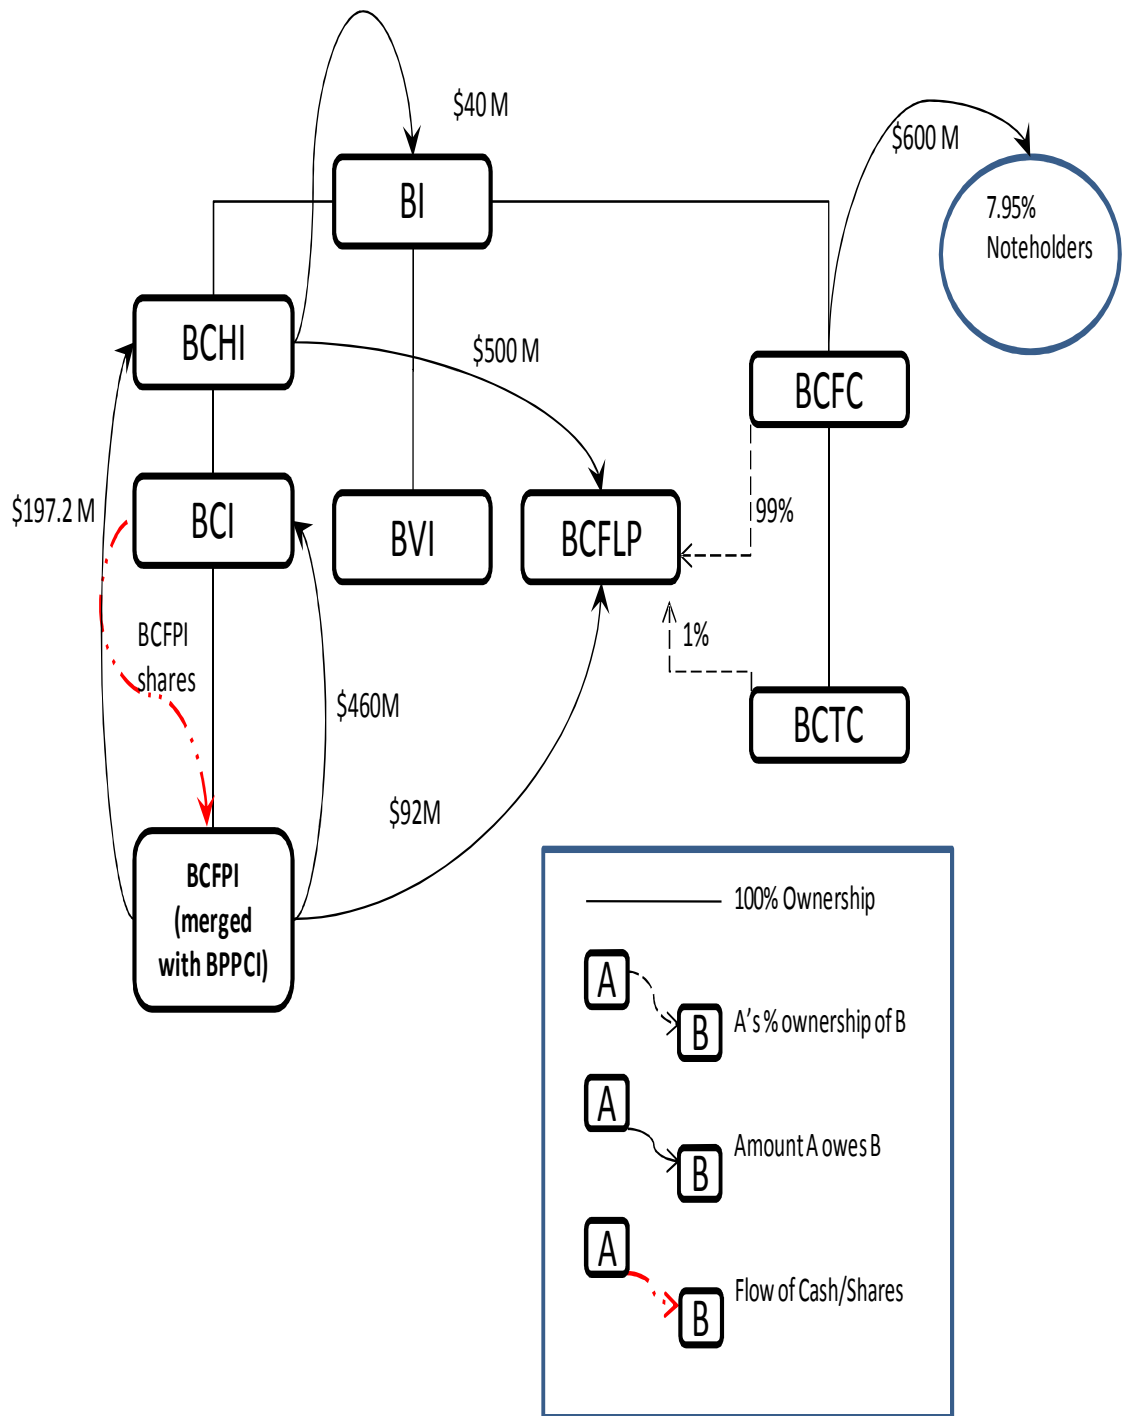 $40 M
$600 M
BI
7.95%
Noteholders
BCHI
$500 M
BCFC
$197.2 M
BCI
BVI
BCFLP
99%
BCFPI
shares
1%
$460M
BCTC
$92M
BCFPI
(merged
with BPPCI)
100% Ownership
A
B
A's % ownership of B
A
B
Amount A owes B
A
B
Flow of Cash/Shares